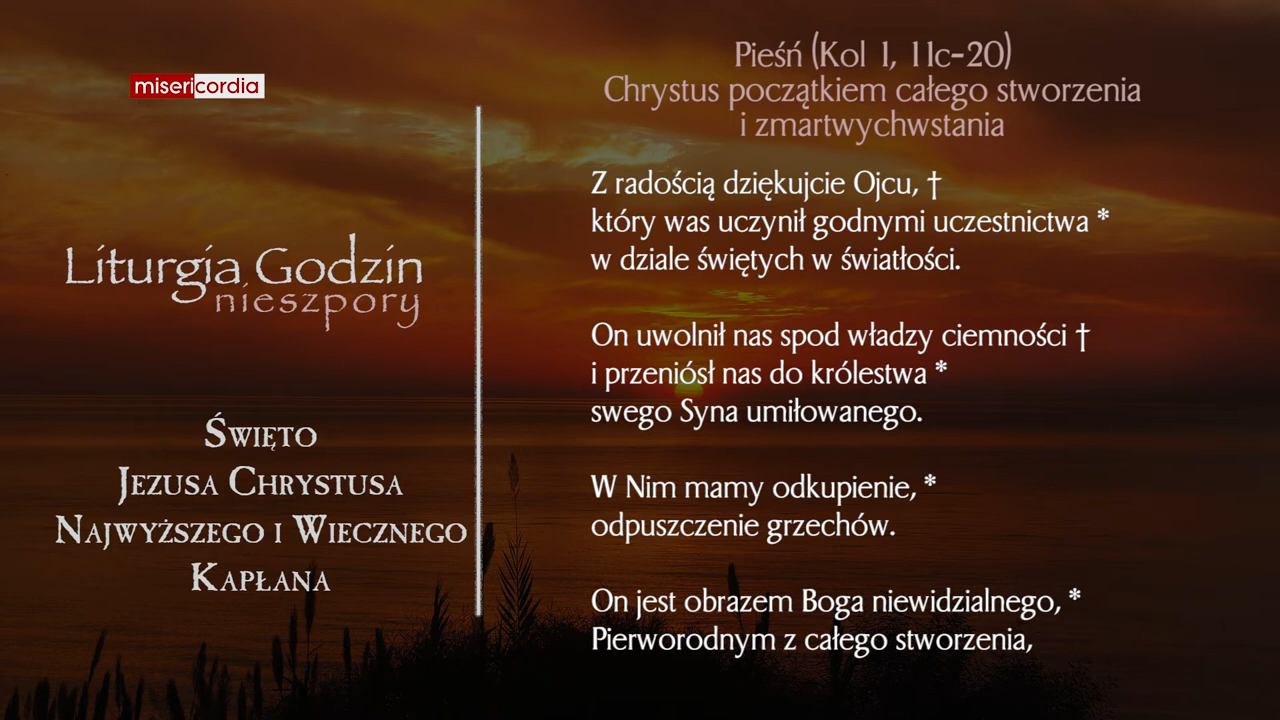 misericordia
Liturgia Godzin
nieszpory
Święto
Jezusa Chrystusa
Najwyższego i Wiecznego
Kapłana
Pieśń (Kol 1, 11c-20)
Chrystus początkiem całego stworzenia
i zmartwychwstania
Z radością dziękujcie Ojcu, †
który was uczynił godnymi uczestnictwa *
w dziale świętych w światłości.
On uwolnił nas spod władzy ciemności †
i przeniósł nas do królestwa *
swego Syna umiłowanego.
W Nim mamy odkupienie, *
odpuszczenie grzechów.
On jest obrazem Boga niewidzialnego, *
Pierworodnym z całego stworzenia,